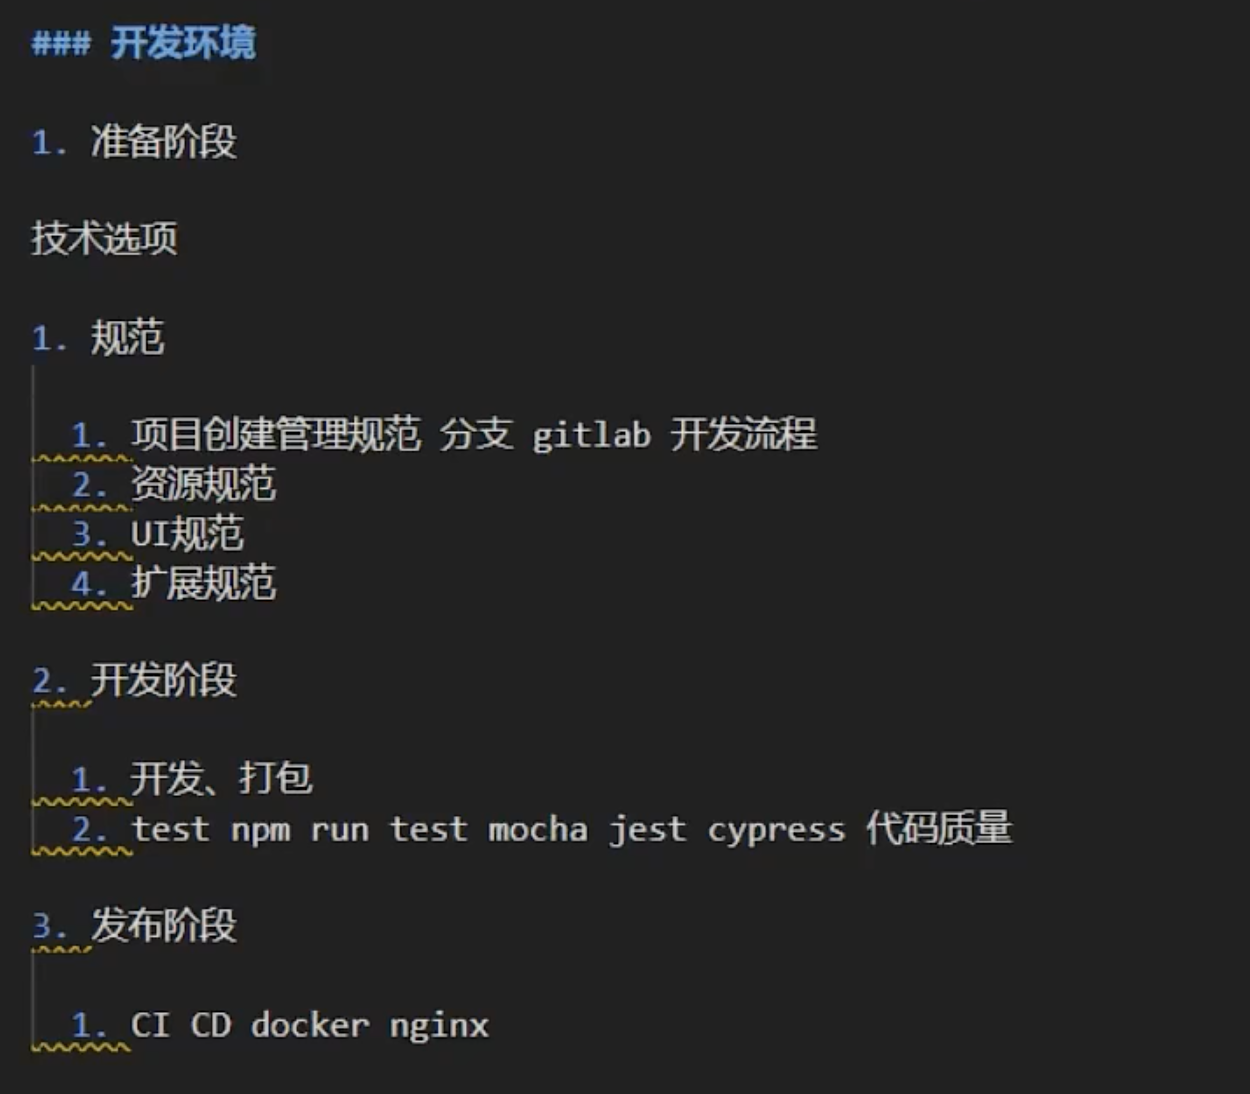 ### 开发环境
1. 准备阶段
技术选项
1. 规范
1. 项目创建管理规范 分支 gitlab 开发流程
2. 资源规范
3. UI规范
4. 扩展规范
2. 开发阶段
1. 开发、打包
2. test npm run test mocha jest cypress 代码质量
3. 发布阶段
1. CI CD docker nginx